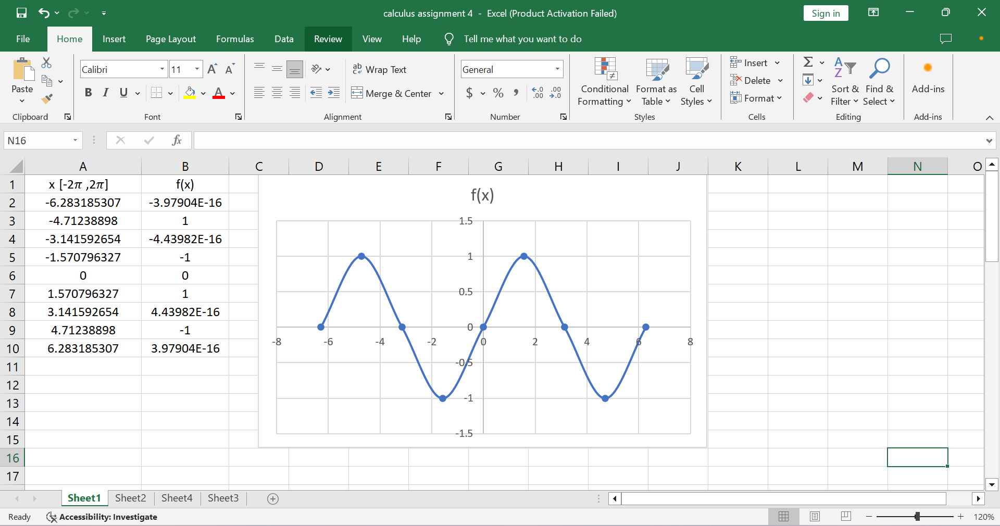 calculus assignment 4 - Excel (Product Activation Failed)
Sign in
File Home Insert Page Layout Formulas Data Review View Help Tell me what you want to do
Paste
Clipboard
Calibri 11
B I U A
Font
ab Wrap Text
Merge & Center
Alignment
General
$ % ,
Number
Conditional Formatting
Format as Table
Cell Styles
Styles
Insert
Delete
Format
Cells
Sort & Filter
Find & Select
Editing
Add-ins
Add-ins
N16 fx
A B C D E F G H I J K L M N O
1 x [-2π ,2π] f(x)
2 -6.283185307 -3.97904E-16
3 -4.71238898 1
4 -3.141592654 -4.43982E-16
5 -1.570796327 -1
6 0 0
7 1.570796327 1
8 3.141592654 4.43982E-16
9 4.71238898 -1
10 6.283185307 3.97904E-16
11
12
13
14
15
16
17
f(x)
1.5
1
0.5
0
-8 -6 -4 -2 0 2 4 6 8
-0.5
-1
-1.5
Sheet1 Sheet2 Sheet4 Sheet3
Ready Accessibility: Investigate 120%